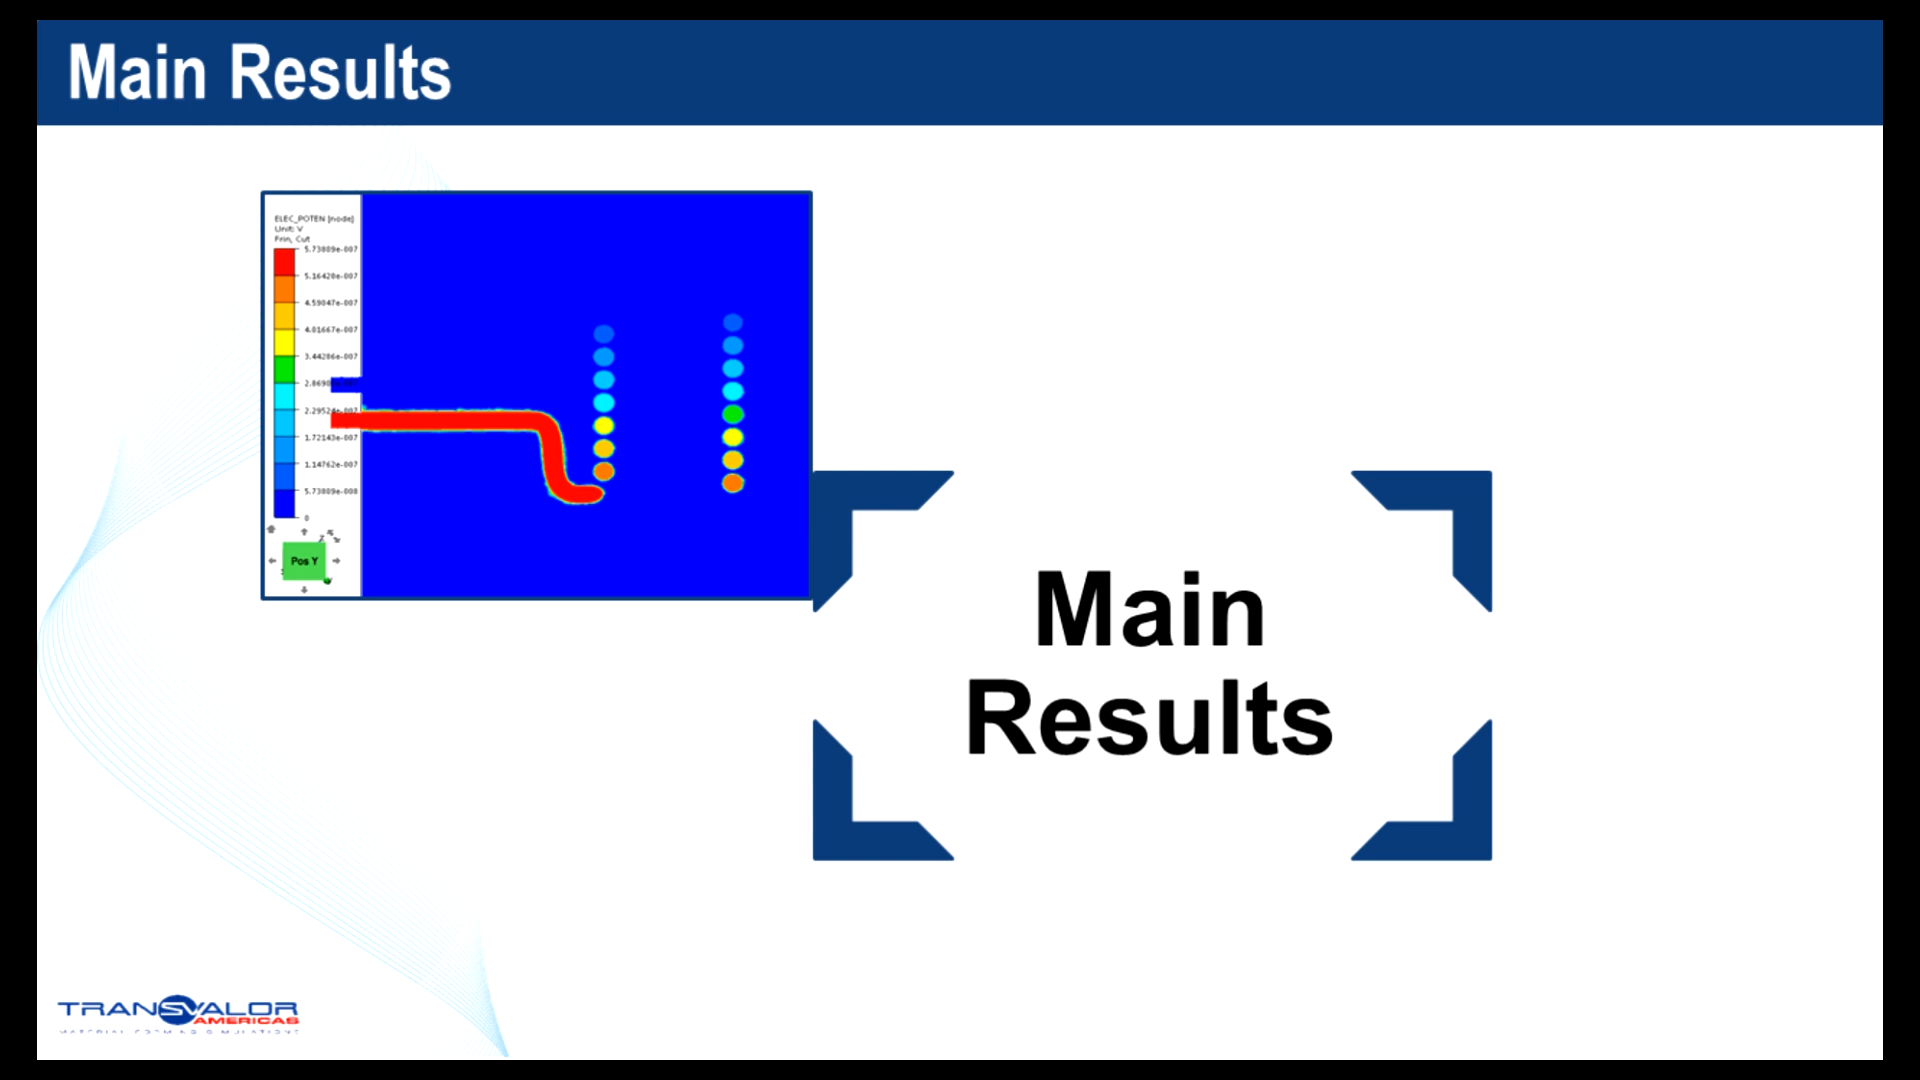 Main Results
ELEC_POTEN [node]
Unit: V
Frin, Cut
5.73809e-007
5.16428e-007
4.59047e-007
4.01667e-007
3.44286e-007
1.72143e-007
1.14762e-007
5.73809e-008
0
Z
Pos Y
Main
Results
TRANSVALOR
AMERICAS